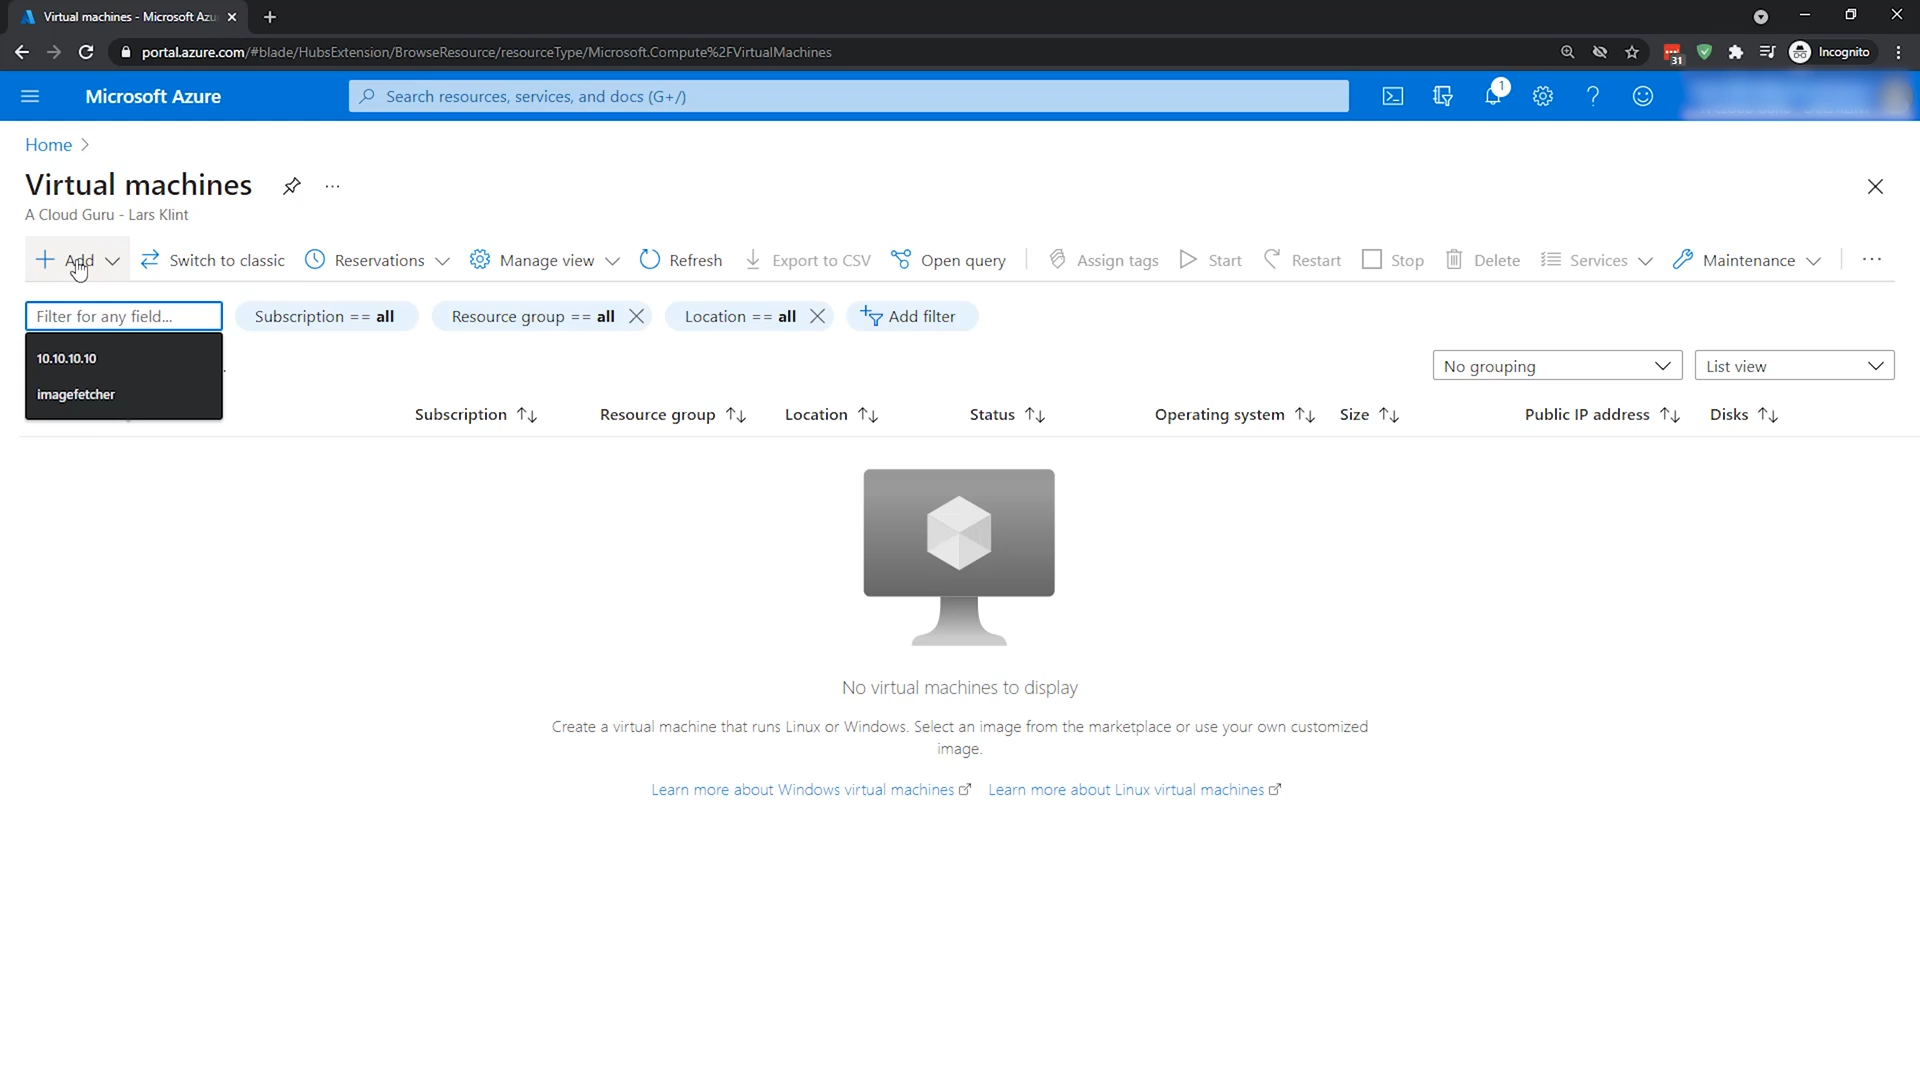 Virtual machines - Microsoft Azu
portal.azure.com/#blade/HubsExtension/BrowseResource/resourceType/Microsoft.Compute%2FVirtualMachines
31
Incognito
Microsoft Azure
Search resources, services, and docs (G+/)
1
Home
Virtual machines
A Cloud Guru - Lars Klint
Add
Switch to classic
Reservations
Manage view
Refresh
Export to CSV
Open query
Assign tags
Start
Restart
Stop
Delete
Services
Maintenance
Filter for any field...
Subscription == all
Resource group == all
Location == all
Add filter
10.10.10.10
imagefetcher
No grouping
List view
Subscription
Resource group
Location
Status
Operating system
Size
Public IP address
Disks
No virtual machines to display
Create a virtual machine that runs Linux or Windows. Select an image from the marketplace or use your own customized
image.
Learn more about Windows virtual machines
Learn more about Linux virtual machines